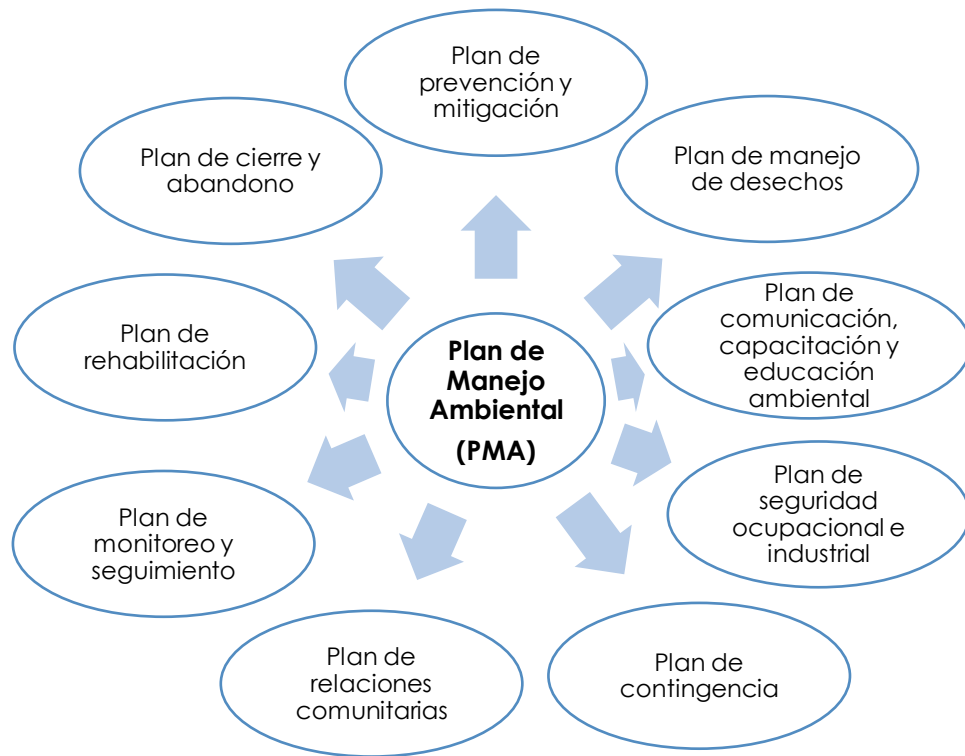 Plan de
prevención y
mitigación
Plan de manejo
de desechos
Plan de
comunicación,
capacitación y
educación
ambiental
Plan de
seguridad
ocupacional e
industrial
Plan de
contingencia
Plan de
relaciones
comunitarias
Plan de
monitoreo y
seguimiento
Plan de
rehabilitación
Plan de cierre y
abandono
Plan de
Manejo
Ambiental
(PMA)